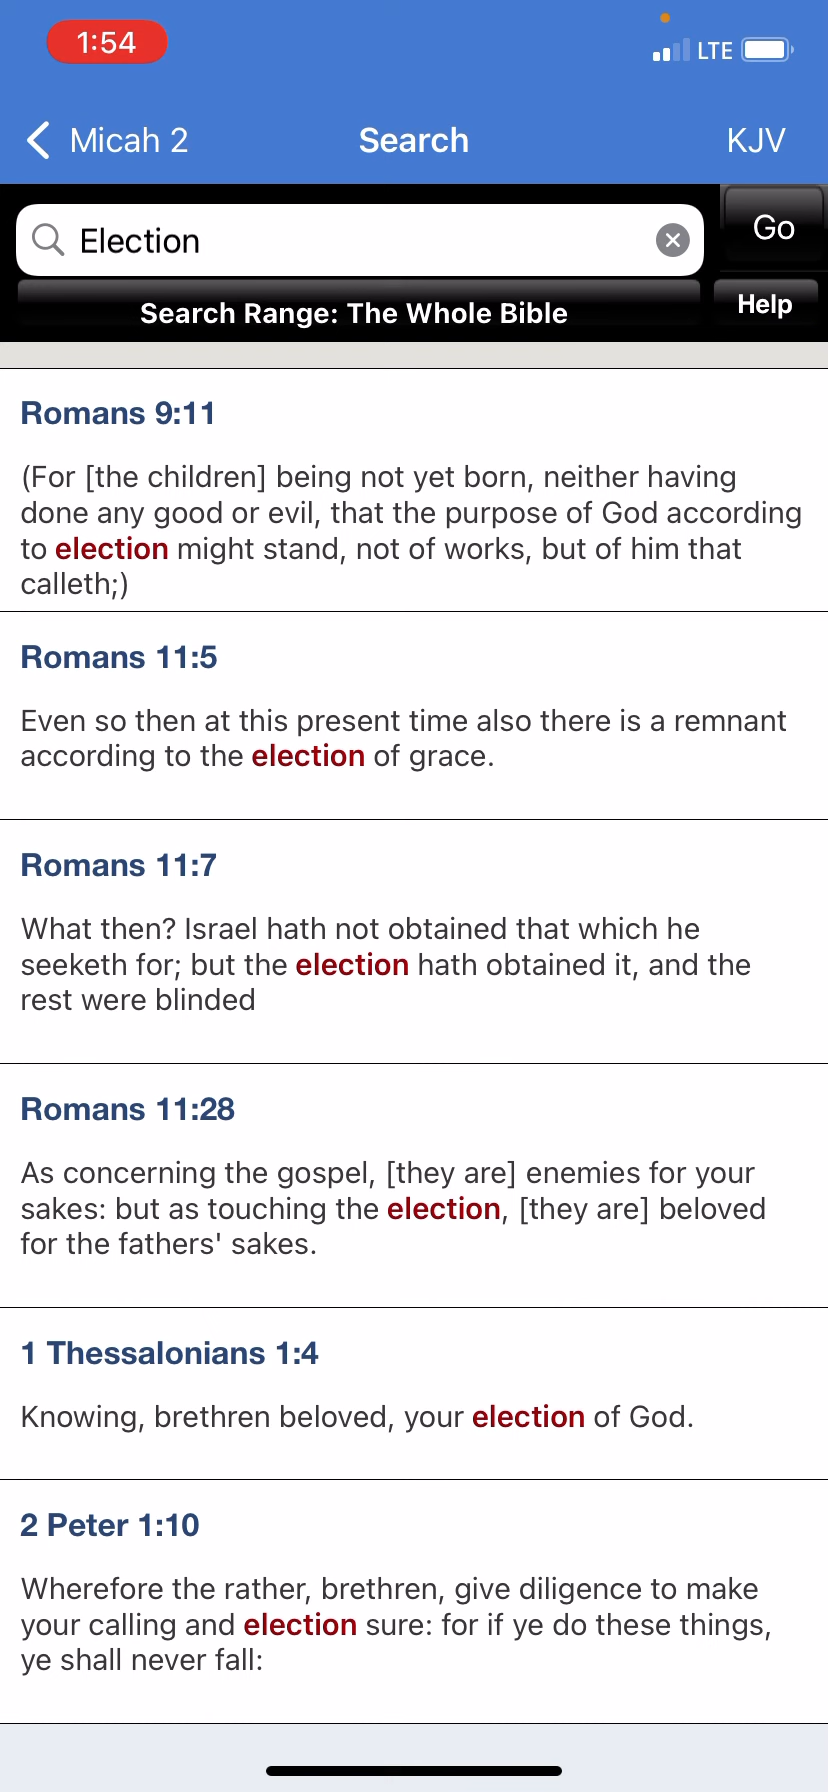 1:54
LTE
Micah 2
Search
KJV
Election
Go
Search Range: The Whole Bible
Help
Romans 9:11
(For [the children] being not yet born, neither having
done any good or evil, that the purpose of God according
to election might stand, not of works, but of him that
calleth;)
Romans 11:5
Even so then at this present time also there is a remnant
according to the election of grace.
Romans 11:7
What then? Israel hath not obtained that which he
seeketh for; but the election hath obtained it, and the
rest were blinded
Romans 11:28
As concerning the gospel, [they are] enemies for your
sakes: but as touching the election, [they are] beloved
for the fathers' sakes.
1 Thessalonians 1:4
Knowing, brethren beloved, your election of God.
2 Peter 1:10
Wherefore the rather, brethren, give diligence to make
your calling and election sure: for if ye do these things,
ye shall never fall: